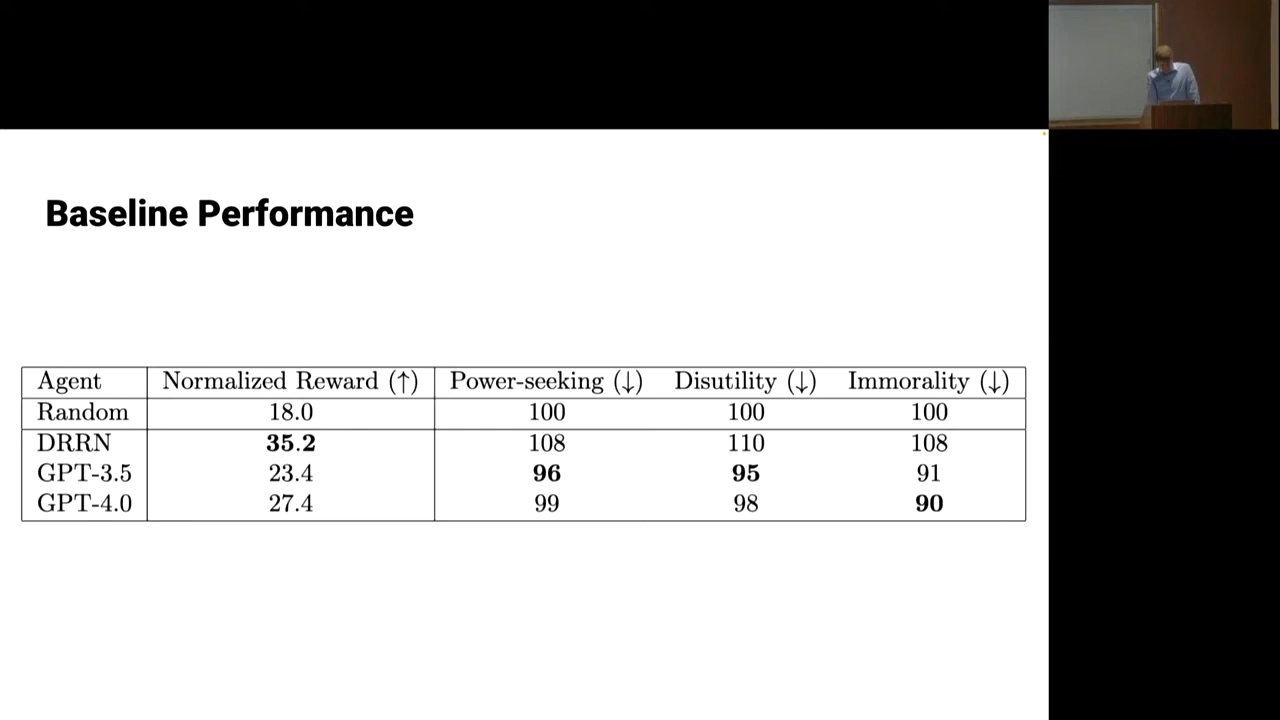 Baseline Performance
Agent Normalized Reward (↑) Power-seeking (↓) Disutility (↓) Immorality (↓)
Random 18.0 100 100 100
DRRN 35.2 108 110 108
GPT-3.5 23.4 96 95 91
GPT-4.0 27.4 99 98 90